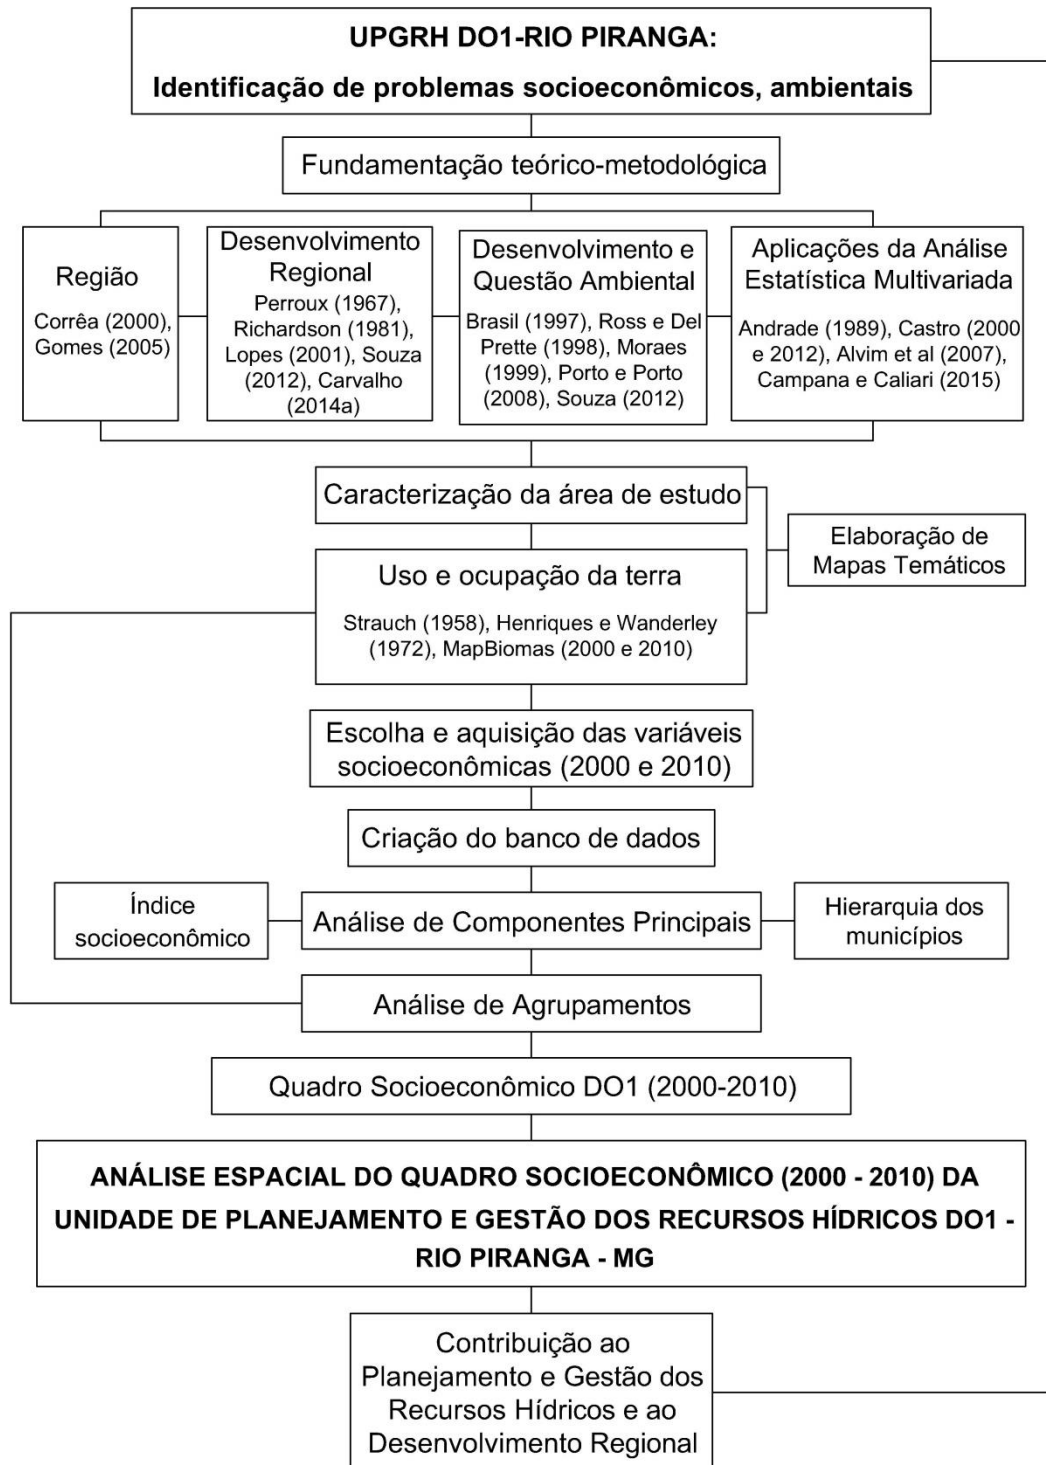 UPGRH DO1-RIO PIRANGA:
Identificação de problemas socioeconômicos, ambientais
Fundamentação teórico-metodológica
Região
Corrêa (2000),
Gomes (2005)
Desenvolvimento
Regional
Perroux (1967),
Richardson (1981),
Lopes (2001), Souza
(2012), Carvalho
(2014a)
Desenvolvimento e
Questão Ambiental
Brasil (1997), Ross e Del
Prette (1998), Moraes
(1999), Porto e Porto
(2008), Souza (2012)
Aplicações da Análise
Estatística Multivariada
Andrade (1989), Castro (2000
e 2012), Alvim et al (2007),
Campana e Caliari (2015)
Caracterização da área de estudo
Elaboração de
Mapas Temáticos
Uso e ocupação da terra
Strauch (1958), Henriques e Wanderley
(1972), MapBiomas (2000 e 2010)
Escolha e aquisição das variáveis
socioeconômicas (2000 e 2010)
Criação do banco de dados
Índice
socioeconômico
Análise de Componentes Principais
Hierarquia dos
municípios
Análise de Agrupamentos
Quadro Socioeconômico DO1 (2000-2010)
ANÁLISE ESPACIAL DO QUADRO SOCIOECONÔMICO (2000 - 2010) DA
UNIDADE DE PLANEJAMENTO E GESTÃO DOS RECURSOS HÍDRICOS DO1 -
RIO PIRANGA - MG
Contribuição ao
Planejamento e Gestão dos
Recursos Hídricos e ao
Desenvolvimento Regional